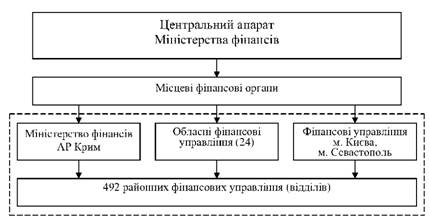 Центральний апарат
Міністерства фінансів
Місцеві фінансові органи
Міністерство фінансів
АР Крим
Обласні фінансові
управління (24)
Фінансові управління
м. Києва,
м. Севастополь
492 районних фінансових управління (відділів)